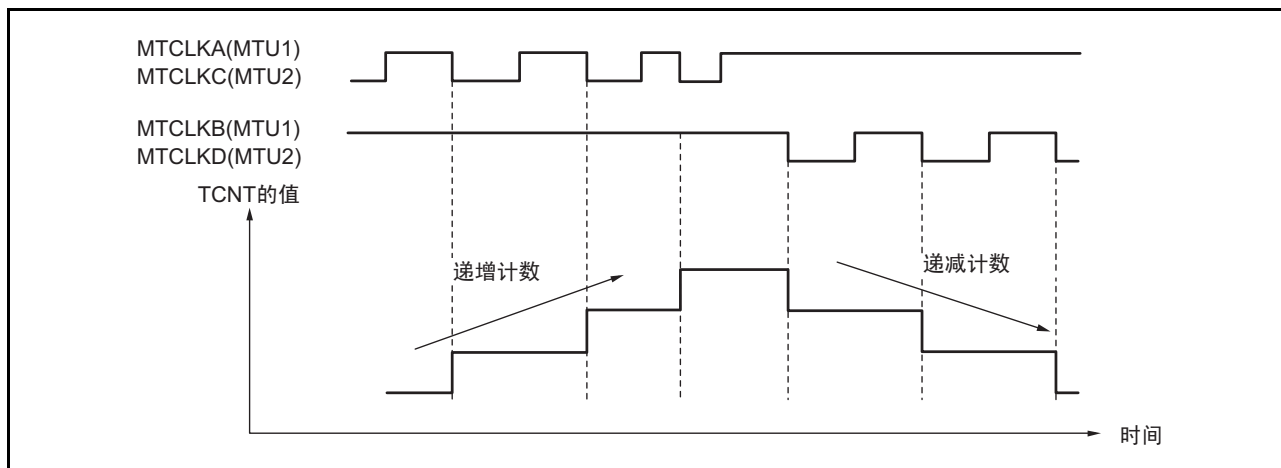 MTCLKA(MTU1)
MTCLKC(MTU2)
MTCLKB(MTU1)
MTCLKD(MTU2)
TCNT的值
递增计数
递减计数
时间